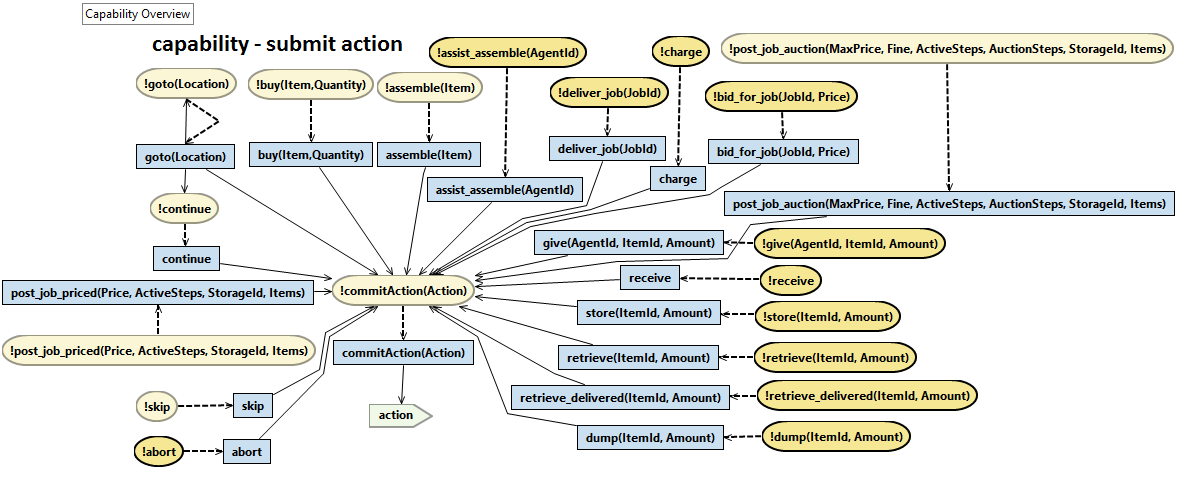 Capability Overview
capability - submit action
!assist_assemble(AgentId)
!charge
!post_job_auction(MaxPrice, Fine, ActiveSteps, AuctionSteps, StorageId, Items)
!goto(Location)
!buy(Item,Quantity)
!assemble(Item)
!deliver_job(JobId)
!bid_for_job(JobId, Price)
goto(Location)
buy(Item,Quantity)
assemble(Item)
deliver_job(JobId)
bid_for_job(JobId, Price)
assist_assemble(AgentId)
charge
!continue
post_job_auction(MaxPrice, Fine, ActiveSteps, AuctionSteps, StorageId, Items)
give(AgentId, ItemId, Amount)
!give(AgentId, ItemId, Amount)
continue
receive
!receive
post_job_priced(Price, ActiveSteps, StorageId, Items)
!commitAction(Action)
store(ItemId, Amount)
!store(ItemId, Amount)
!post_job_priced(Price, ActiveSteps, StorageId, Items)
commitAction(Action)
retrieve(ItemId, Amount)
!retrieve(ItemId, Amount)
retrieve_delivered(ItemId, Amount)
!retrieve_delivered(ItemId, Amount)
!skip
skip
action
dump(ItemId, Amount)
!dump(ItemId, Amount)
!abort
abort